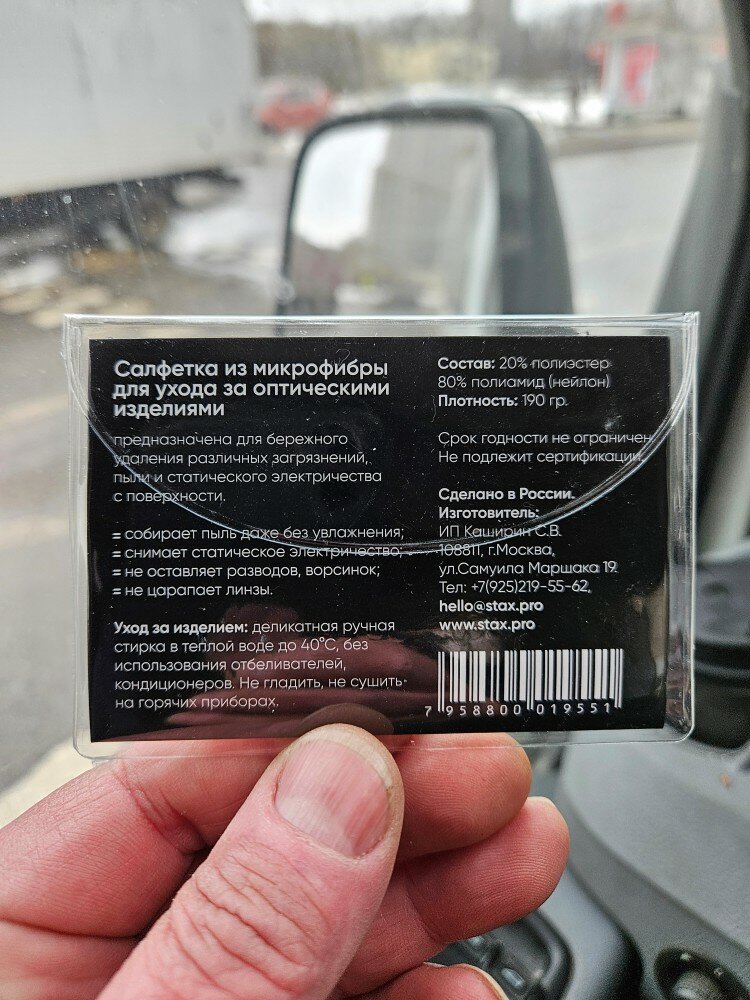 Салфетка из микрофибры
для ухода за оптическими
изделиями
предназначена для бережного
удаления различных загрязнений,
пыли и статического электричества
с поверхности.
= собирает пыль даже без увлажнения;
= снимает статическое электричество;
= не оставляет разводов, ворсинок;
= не царапает линзы.
Уход за изделием: деликатная ручная
стирка в теплой воде до 40°С, без
использования отбеливателей,
кондиционеров. Не гладить, не сушить
на горячих приборах.
Состав: 20% полиэстер
80% полиамид (нейлон)
Плотность: 190 гр.
Срок годности не ограничен.
Не подлежит сертификации.
Сделано в России.
Изготовитель:
ИП Каширин С.В.
108811, г.Москва,
ул.Самуила Маршака 19.
Тел: +7(925)219-55-62,
hello@stax.pro
www.stax.pro
7 958800 019551